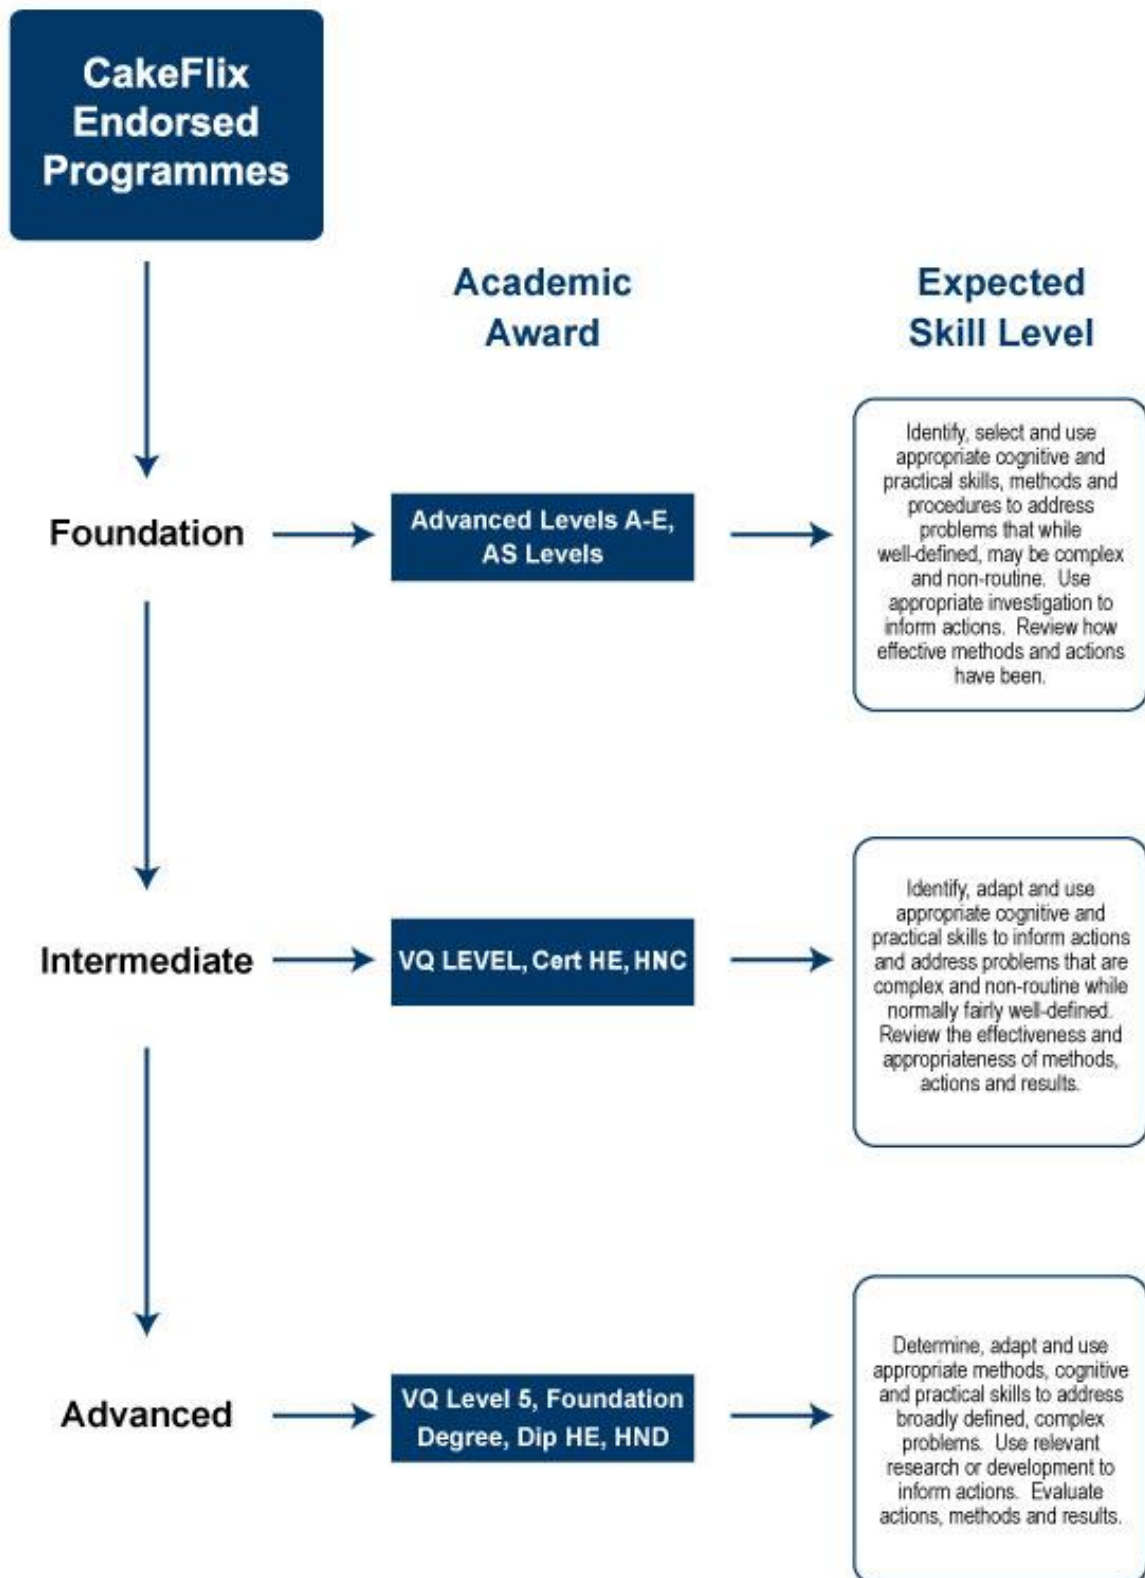 CakeFlix
Endorsed
Programmes
Academic
Award
Expected
Skill Level
Foundation
Advanced Levels A-E,
AS Levels
Identify, select and use
appropriate cognitive and
practical skills, methods and
procedures to address
problems that while
well-defined, may be complex
and non-routine.  Use
appropriate investigation to
inform actions.  Review how
effective methods and actions
have been.
Intermediate
VQ LEVEL, Cert HE, HNC
Identify, adapt and use
appropriate cognitive and
practical skills to inform actions
and address problems that are
complex and non-routine while
normally fairly well-defined.
Review the effectiveness and
appropriateness of methods,
actions and results.
Advanced
VQ Level 5, Foundation
Degree, Dip HE, HND
Determine, adapt and use
appropriate methods, cognitive
and practical skills to address
broadly defined, complex
problems.  Use relevant
research or development to
inform actions.  Evaluate
actions, methods and results.